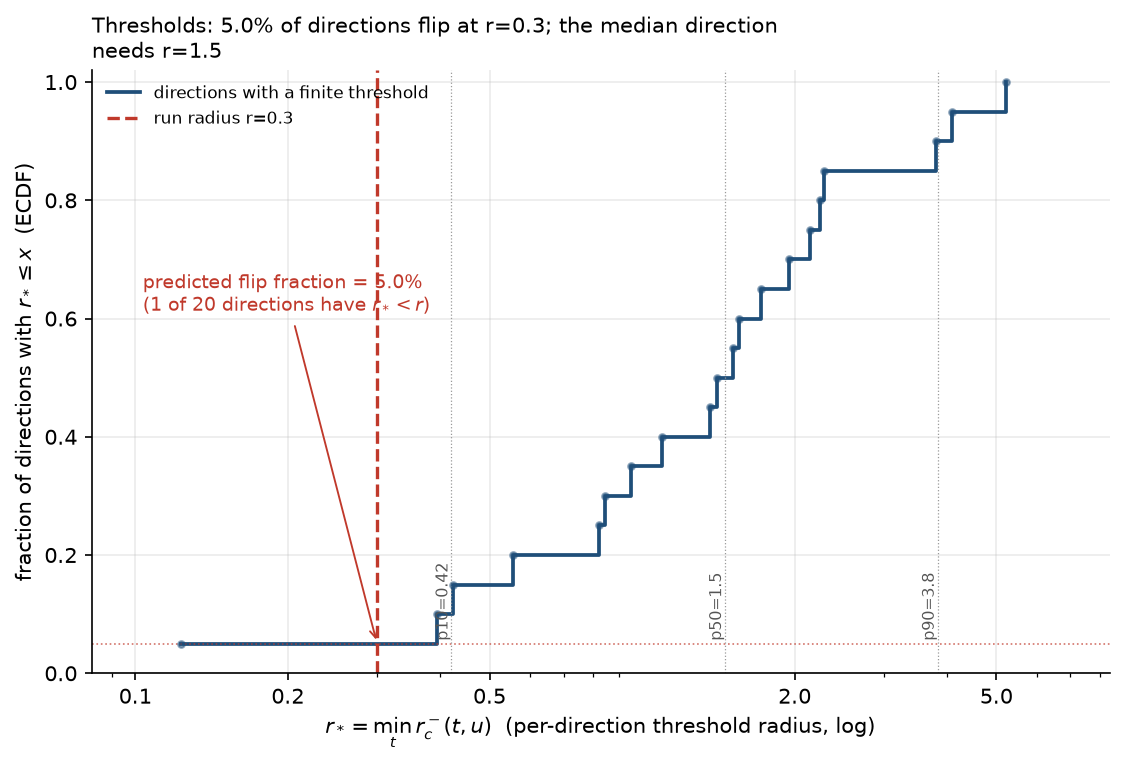 Thresholds: 5.0% of directions flip at r=0.3; the median direction
needs r=1.5
directions with a finite threshold
run radius r=0.3
predicted flip fraction = 5.0%
(1 of 20 directions have r* < r)
p10=0.42
p50=1.5
p90=3.8
fraction of directions with r* ≤ x (ECDF)
1.0
0.8
0.6
0.4
0.2
0.0
0.1 0.2 0.5 2.0 5.0
r* = min_t r_c^−(t, u) (per-direction threshold radius, log)